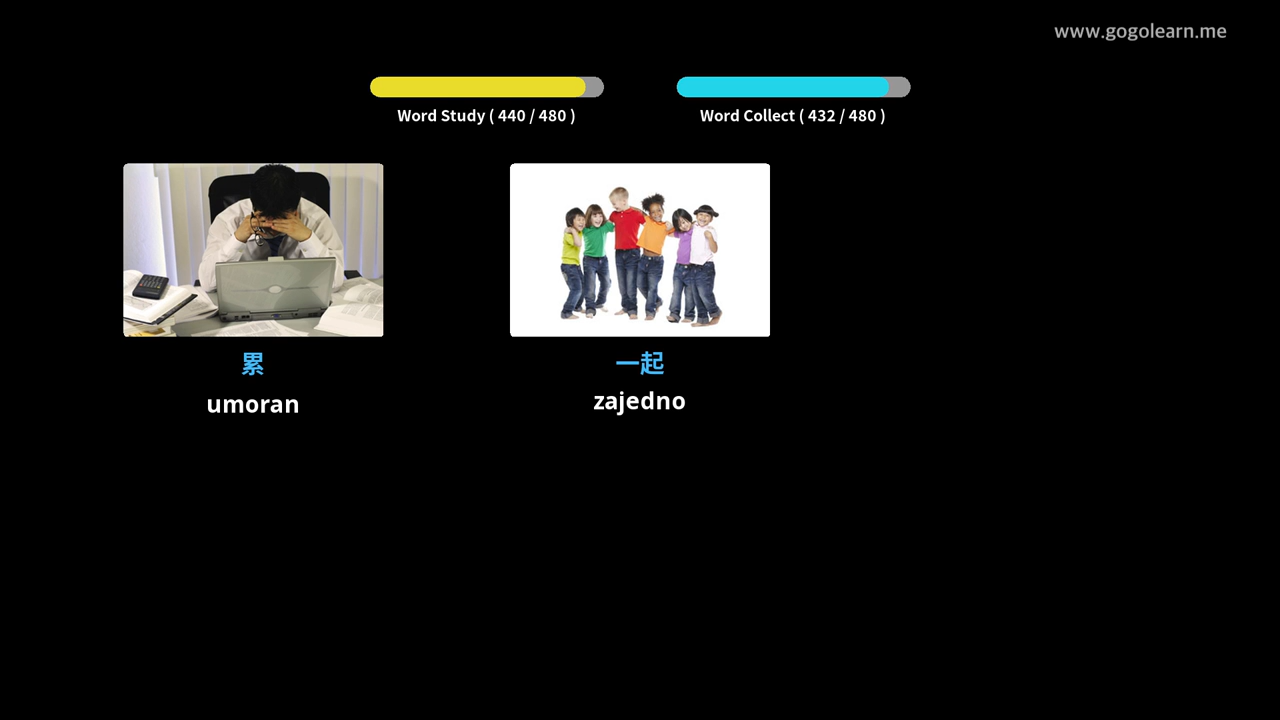 www.gogolearn.me
Word Study ( 440 / 480 )
Word Collect ( 432 / 480 )
累
一起
umoran
zajedno